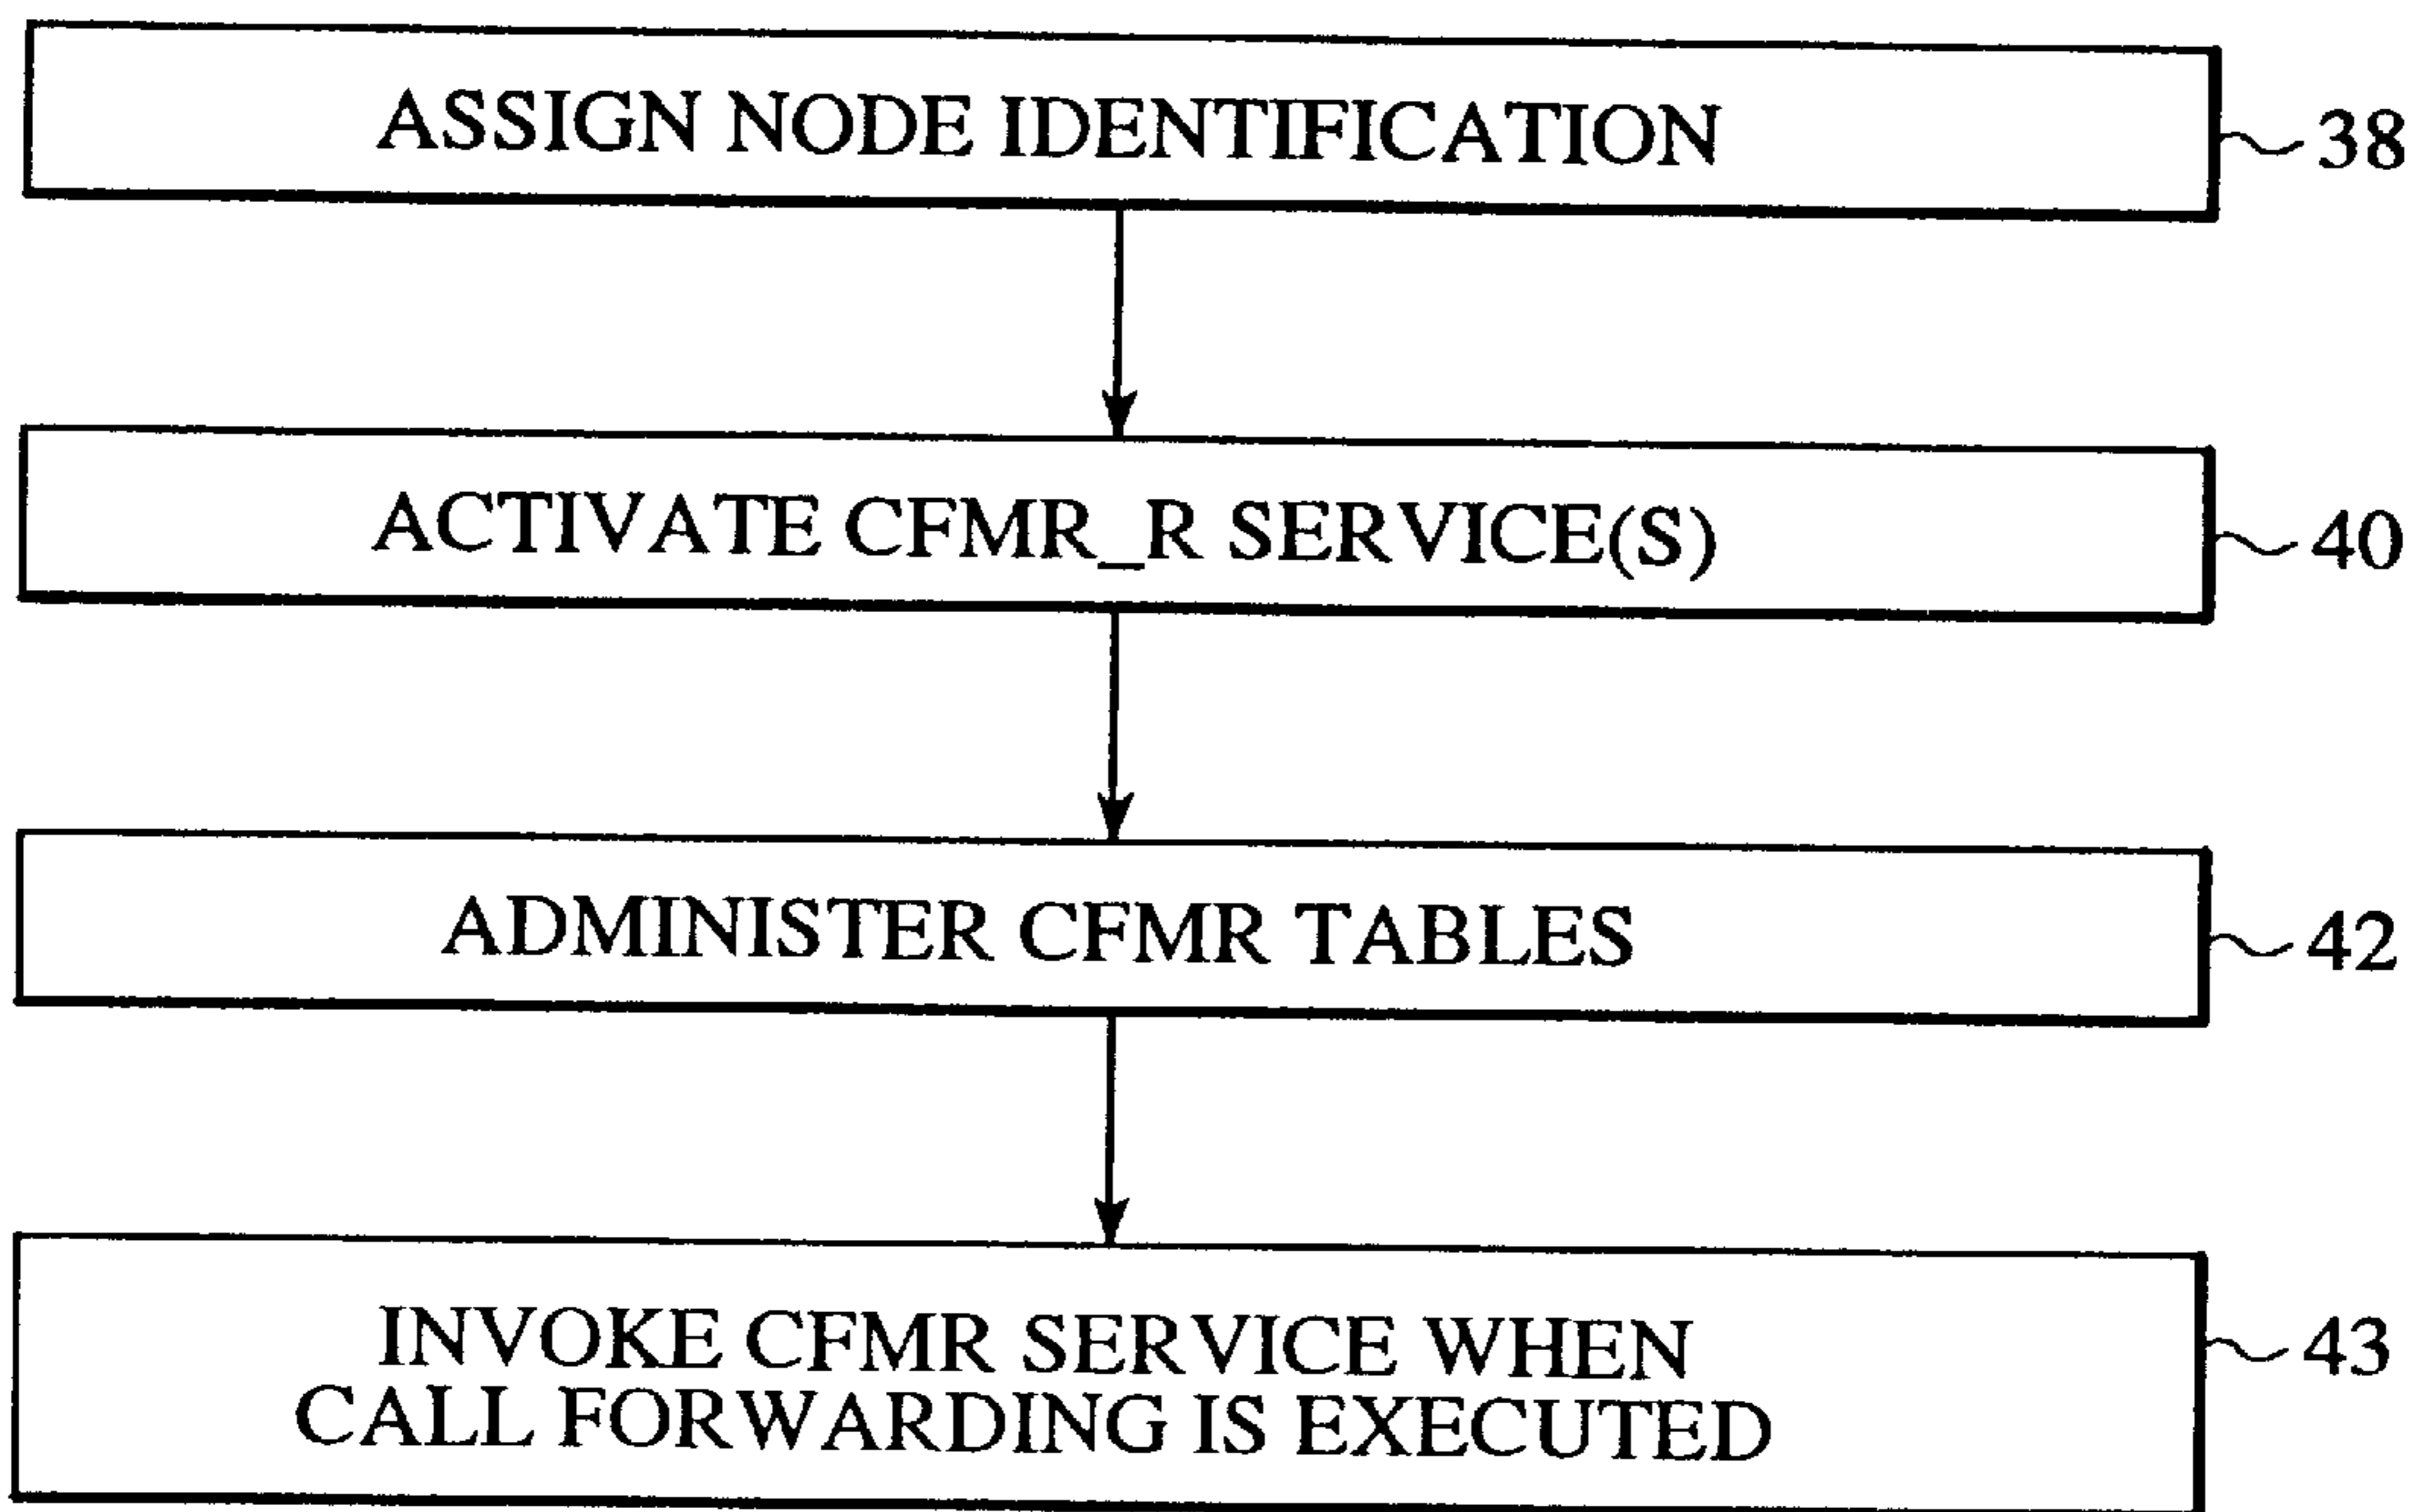 ASSIGN NODE IDENTIFICATION
38
ACTIVATE CFMR_R SERVICE(S)
40
ADMINISTER CFMR TABLES
42
INVOKE CFMR SERVICE WHEN
CALL FORWARDING IS EXECUTED
43